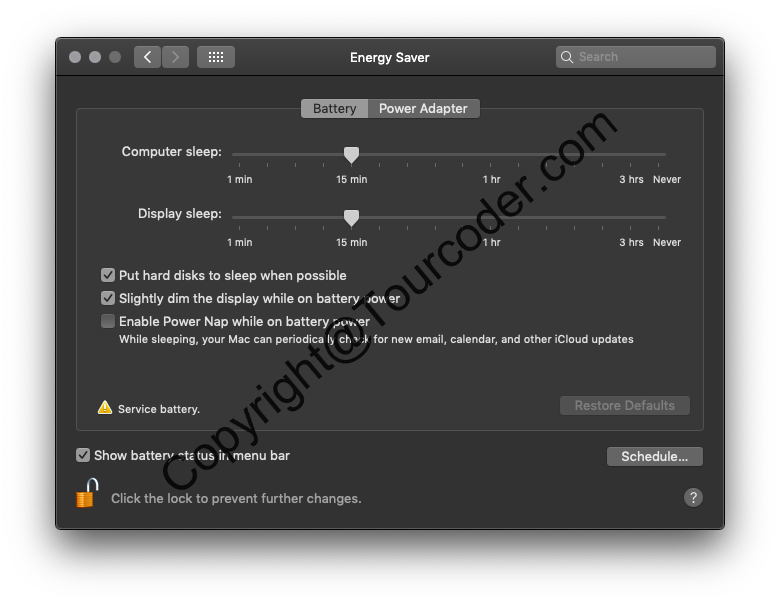 Energy Saver
Search
Battery Power Adapter
Computer sleep:
1 min 15 min 1 hr 3 hrs Never
Display sleep:
1 min 15 min 1 hr 3 hrs Never
Put hard disks to sleep when possible
Slightly dim the display while on battery power
Enable Power Nap while on battery power
While sleeping, your Mac can periodically check for new email, calendar, and other iCloud updates
Service battery.
Restore Defaults
Show battery status in menu bar
Schedule...
Click the lock to prevent further changes.
?
Copyright@Tourcoder.com